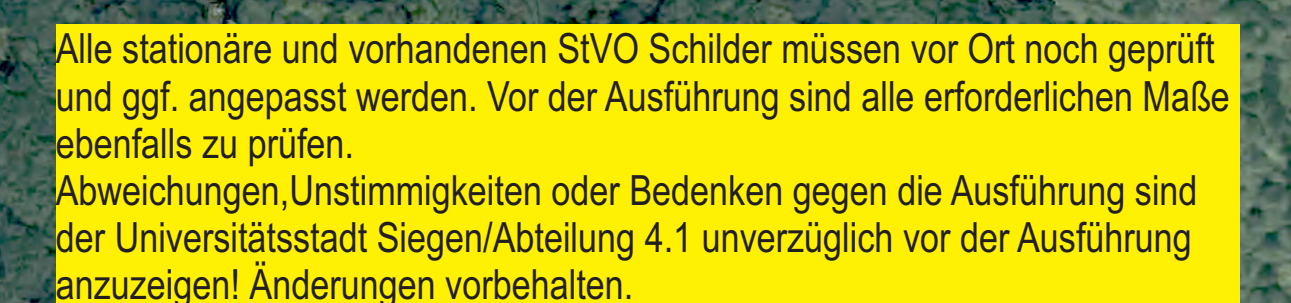 Alle stationäre und vorhandenen StVO Schilder müssen vor Ort noch geprüft
und ggf. angepasst werden. Vor der Ausführung sind alle erforderlichen Maße
ebenfalls zu prüfen.
Abweichungen,Unstimmigkeiten oder Bedenken gegen die Ausführung sind
der Universitätsstadt Siegen/Abteilung 4.1 unverzüglich vor der Ausführung
anzuzeigen! Änderungen vorbehalten.